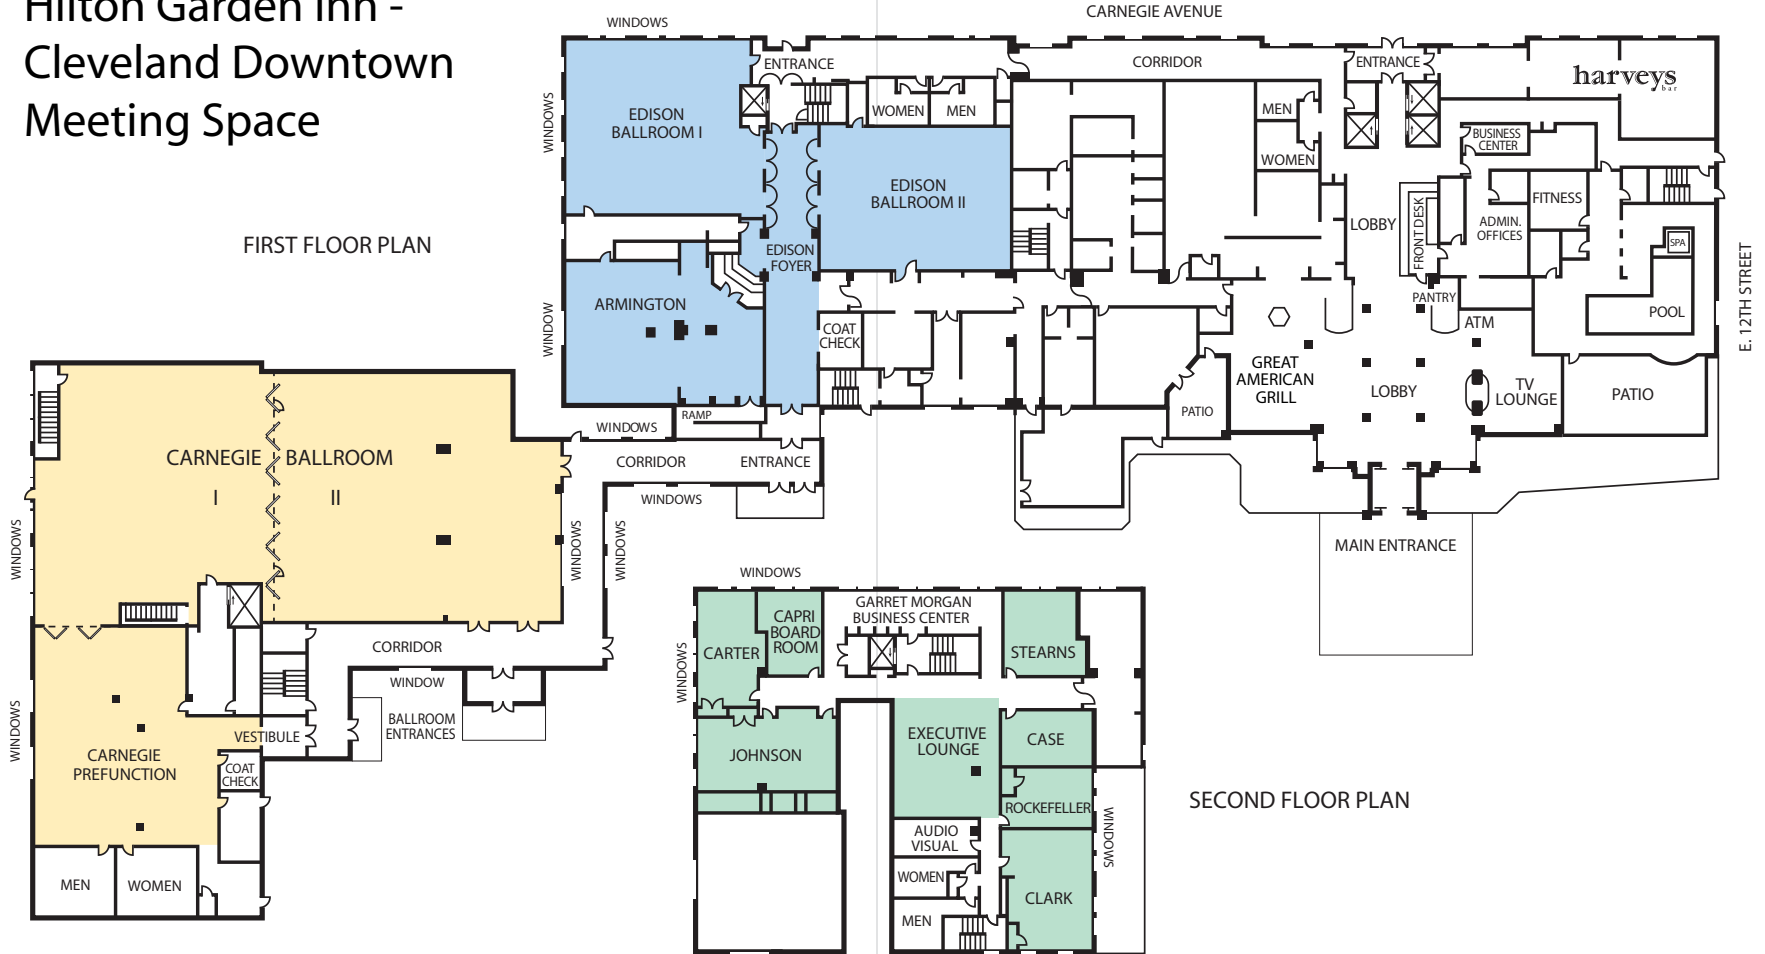 Hilton Garden Inn -
Cleveland Downtown
Meeting Space
FIRST FLOOR PLAN
WINDOWS
CARNEGIE AVENUE
WINDOWS
WINDOW
EDISON
BALLROOM I
ENTRANCE
WOMEN
MEN
EDISON
BALLROOM II
EDISON
FOYER
ARMINGTON
COAT
CHECK
RAMP
WINDOWS
CORRIDOR
ENTRANCE
WINDOWS
CORRIDOR
MEN
WOMEN
ENTRANCE
harveys
bar
BUSINESS
CENTER
LOBBY
FRONT DESK
ADMIN.
OFFICES
FITNESS
SPA
POOL
E. 12TH STREET
PANTRY
ATM
GREAT
AMERICAN
GRILL
LOBBY
TV
LOUNGE
PATIO
PATIO
MAIN ENTRANCE
CARNEGIE BALLROOM
I II
WINDOWS
WINDOWS
WINDOWS
WINDOWS
CORRIDOR
WINDOW
BALLROOM
ENTRANCES
VESTIBULE
CARNEGIE
PREFUNCTION
COAT
CHECK
MEN
WOMEN
SECOND FLOOR PLAN
WINDOWS
WINDOWS
CARTER
CAPRI
BOARD
ROOM
GARRET MORGAN
BUSINESS CENTER
STEARNS
JOHNSON
EXECUTIVE
LOUNGE
CASE
ROCKEFELLER
AUDIO
VISUAL
WOMEN
MEN
CLARK
WINDOWS